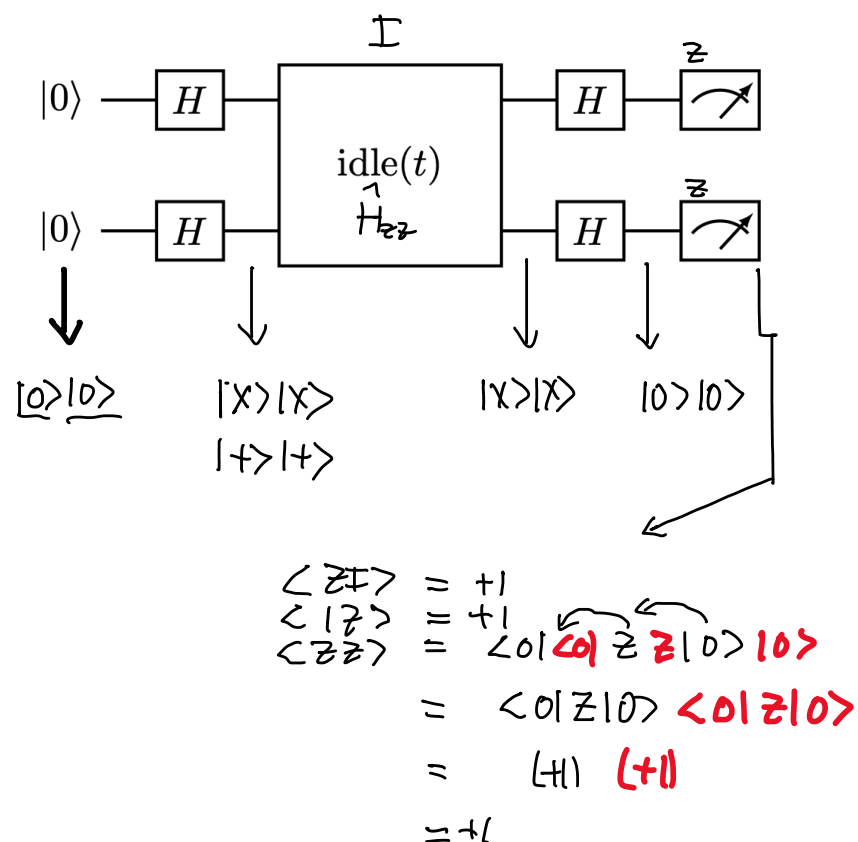 I
|0⟩ H H z
idle(t)
Ĥzz
|0⟩ H H z
|0⟩|0⟩ |X⟩|X⟩ |X⟩|X⟩ |0⟩|0⟩
|+⟩|+⟩
<ZI> = +1
<IZ> = +1
<ZZ> = <0|<0| Z Z|0>|0>
= <0|Z|0> <0|Z|0>
= (+1) (+1)
= +1